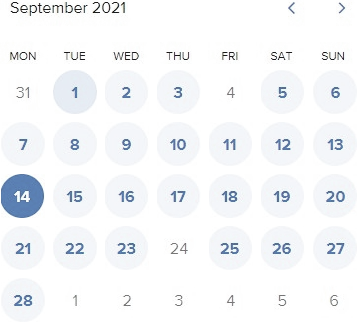 September 2021
MON TUE WED THU FRI SAT SUN
31 1 2 3 4 5 6
7 8 9 10 11 12 13
14 15 16 17 18 19 20
21 22 23 24 25 26 27
28 1 2 3 4 5 6